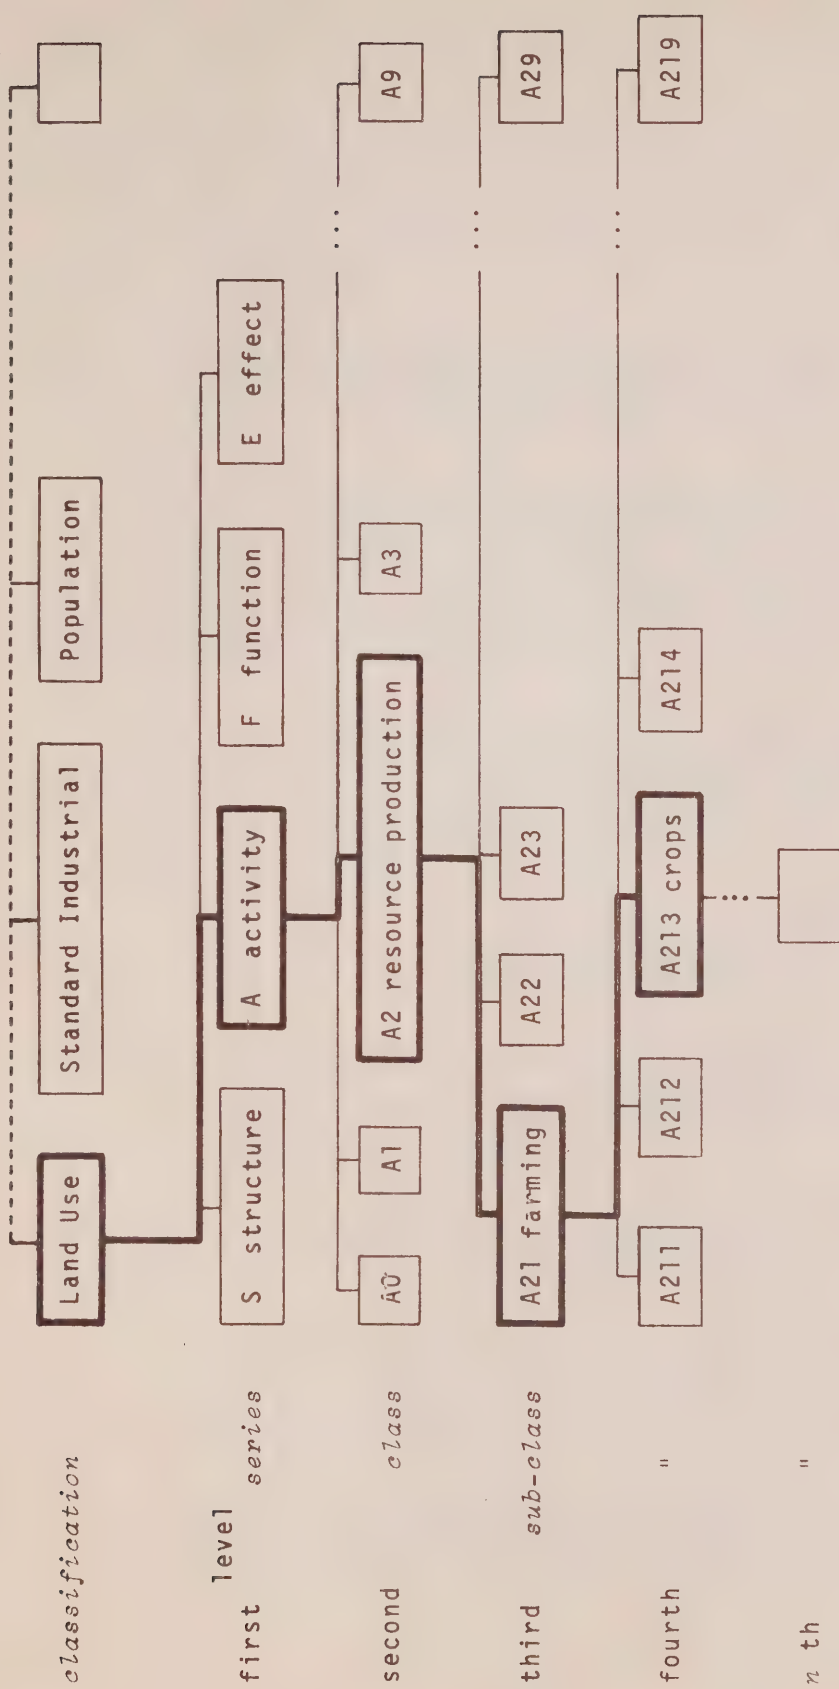 classification Land Use Standard Industrial Population
level
first series S structure A activity F function E effect
second class A0 A1 A2 resource production A3 ... A9
third sub-class A21 farming A22 A23 ... A29
fourth " A211 A212 A213 crops A214 ... A219
...
n th "